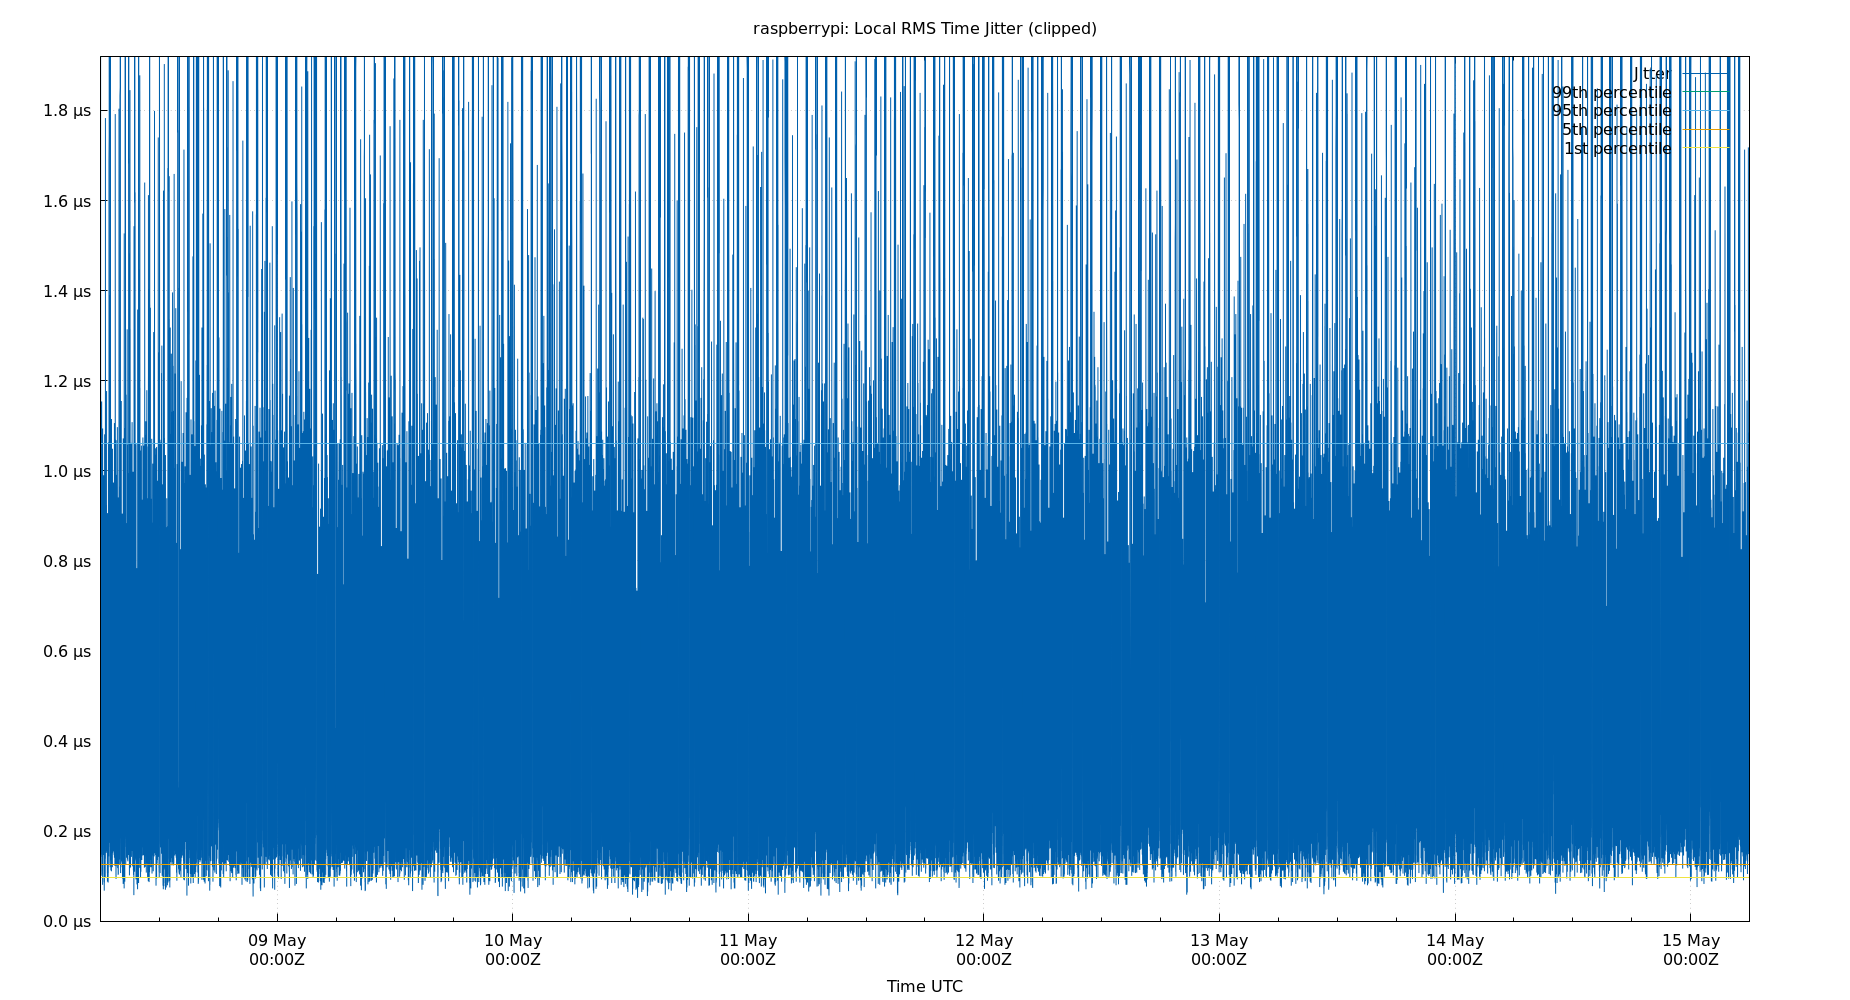 raspberrypi: Local RMS Time Jitter (clipped)
Jitter
99th percentile
95th percentile
5th percentile
1st percentile
1.8 µs
1.6 µs
1.4 µs
1.2 µs
1.0 µs
0.8 µs
0.6 µs
0.4 µs
0.2 µs
0.0 µs
09 May 10 May 11 May 12 May 13 May 14 May 15 May
00:00Z 00:00Z 00:00Z 00:00Z 00:00Z 00:00Z 00:00Z
Time UTC